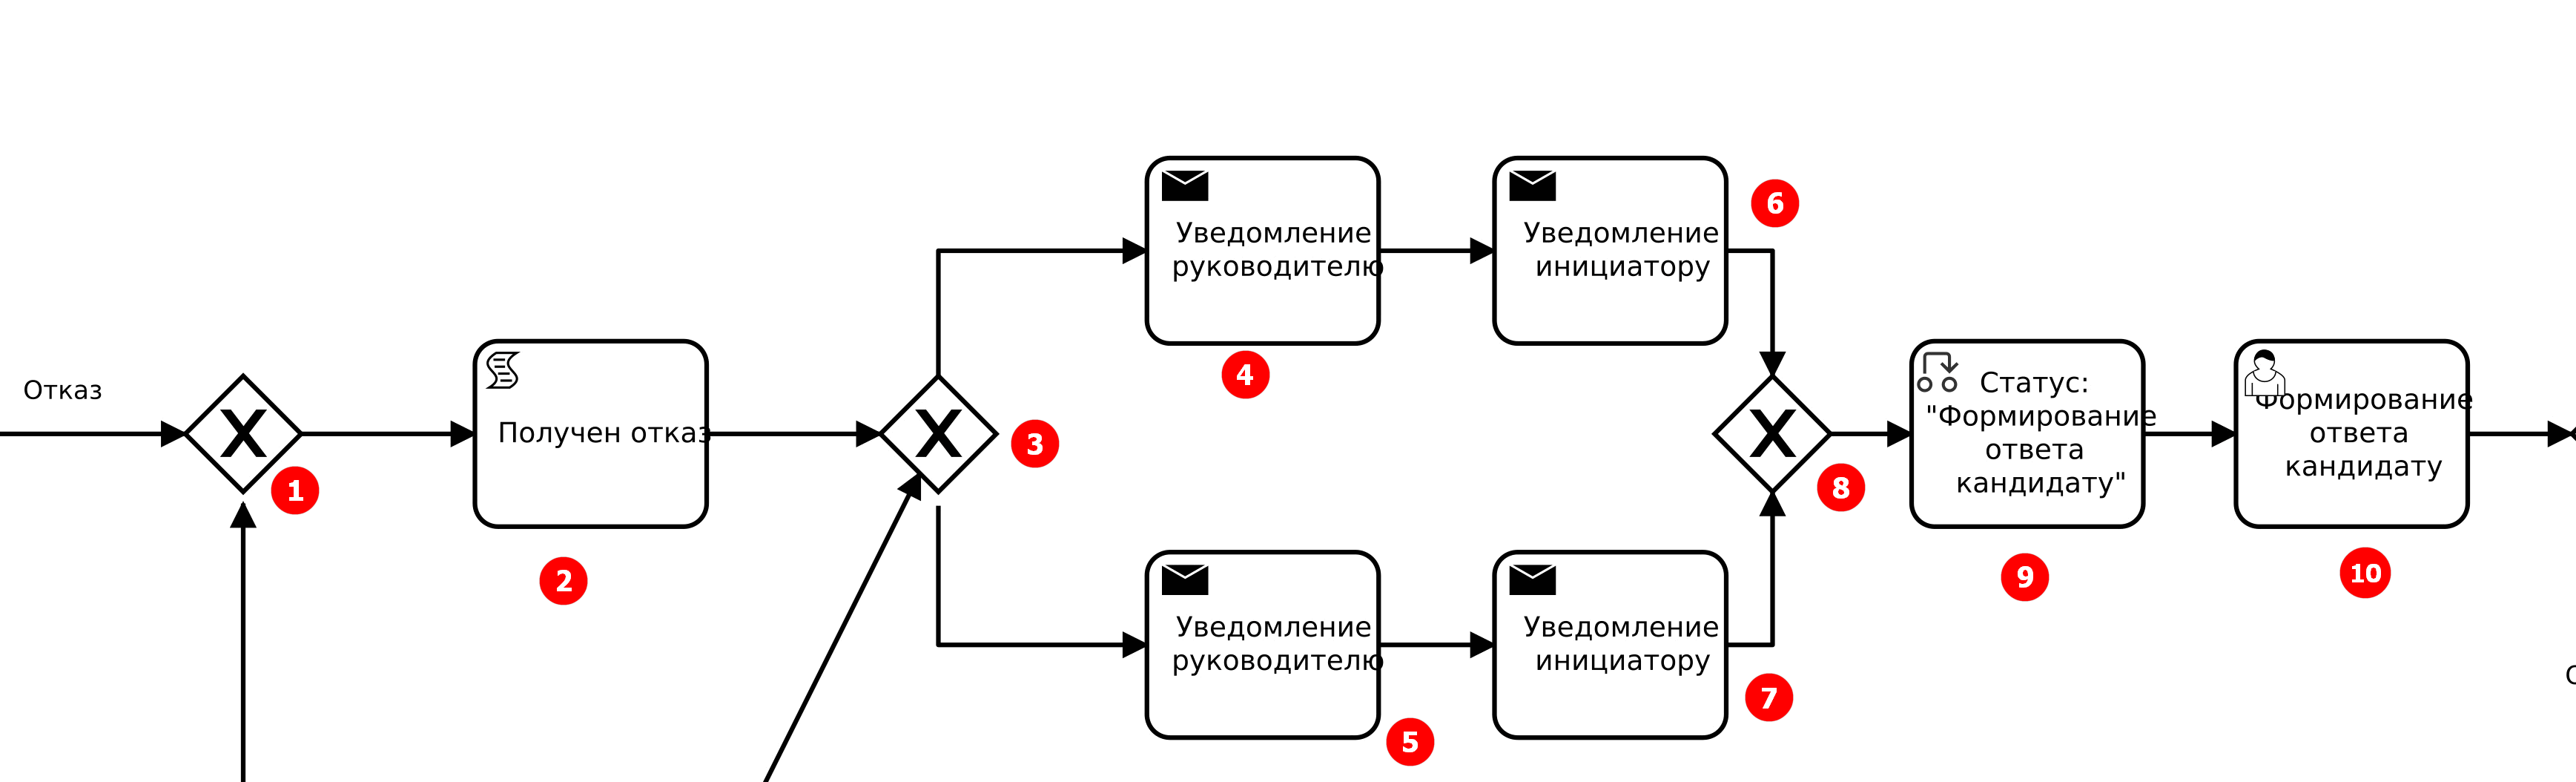 Отказ
1
Получен отказ
2
3
Уведомление
руководителю
4
Уведомление
инициатору
6
Уведомление
руководителю
5
Уведомление
инициатору
7
8
Статус:
"Формирование
ответа
кандидату"
9
Формирование
ответа
кандидату
10